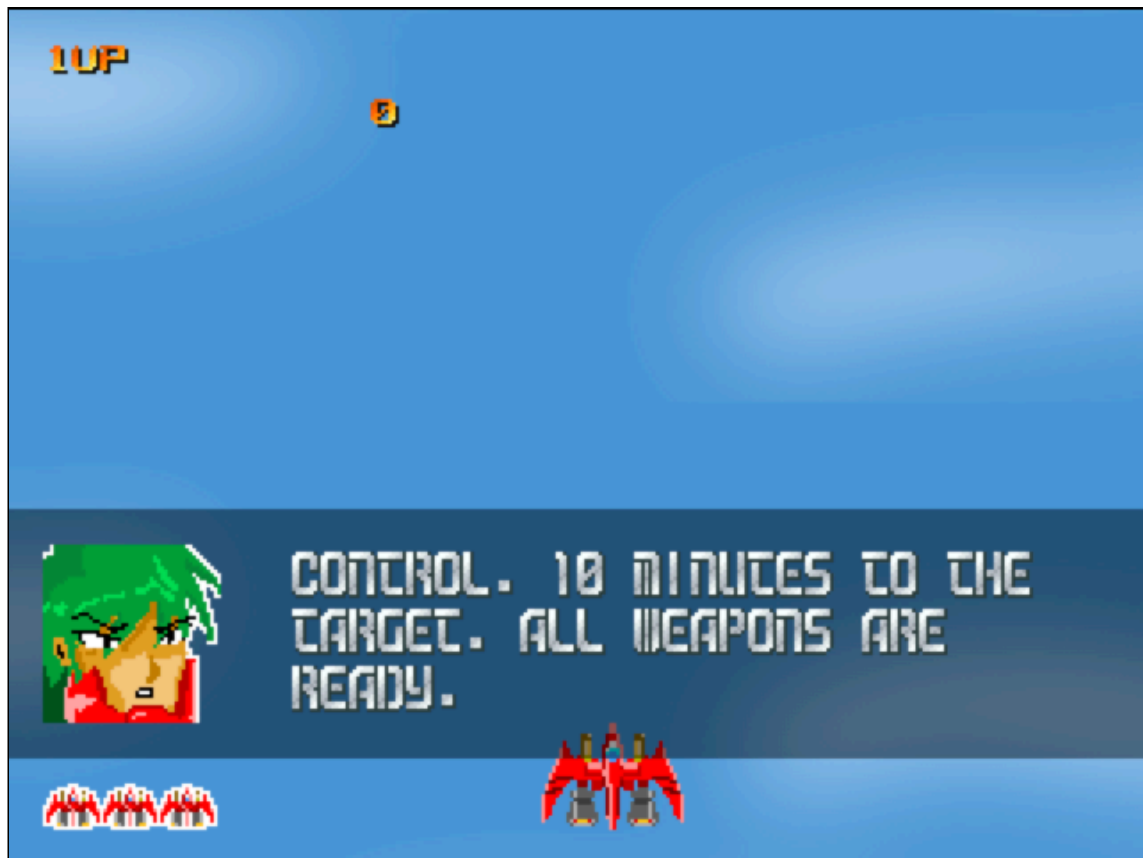 1UP
0
CONTROL. 10 MINUTES TO THE
TARGET. ALL WEAPONS ARE
READY.